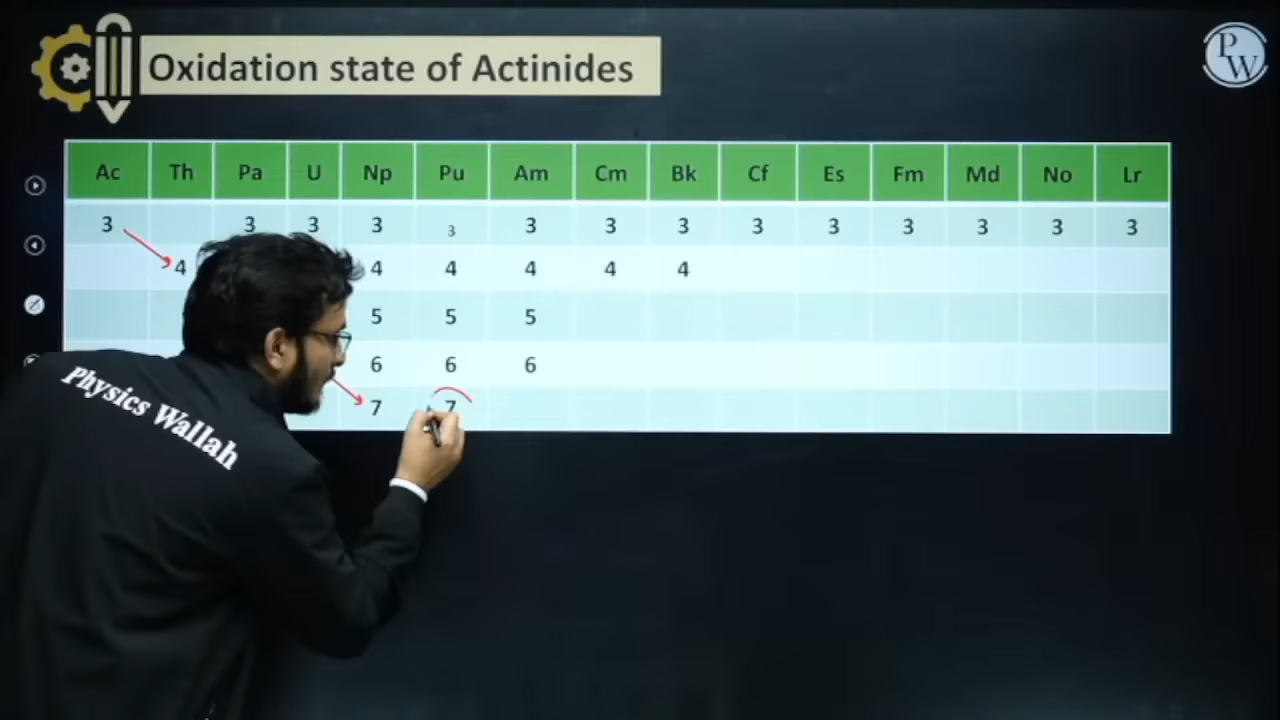 Oxidation state of Actinides
PW
Ac Th Pa U Np Pu Am Cm Bk Cf Es Fm Md No Lr
3 3 3 3 3 3 3 3 3 3 3 3 3 3
4 4 4 4 4 4
5 5 5
6 6 6
7 7
Physics Wallah